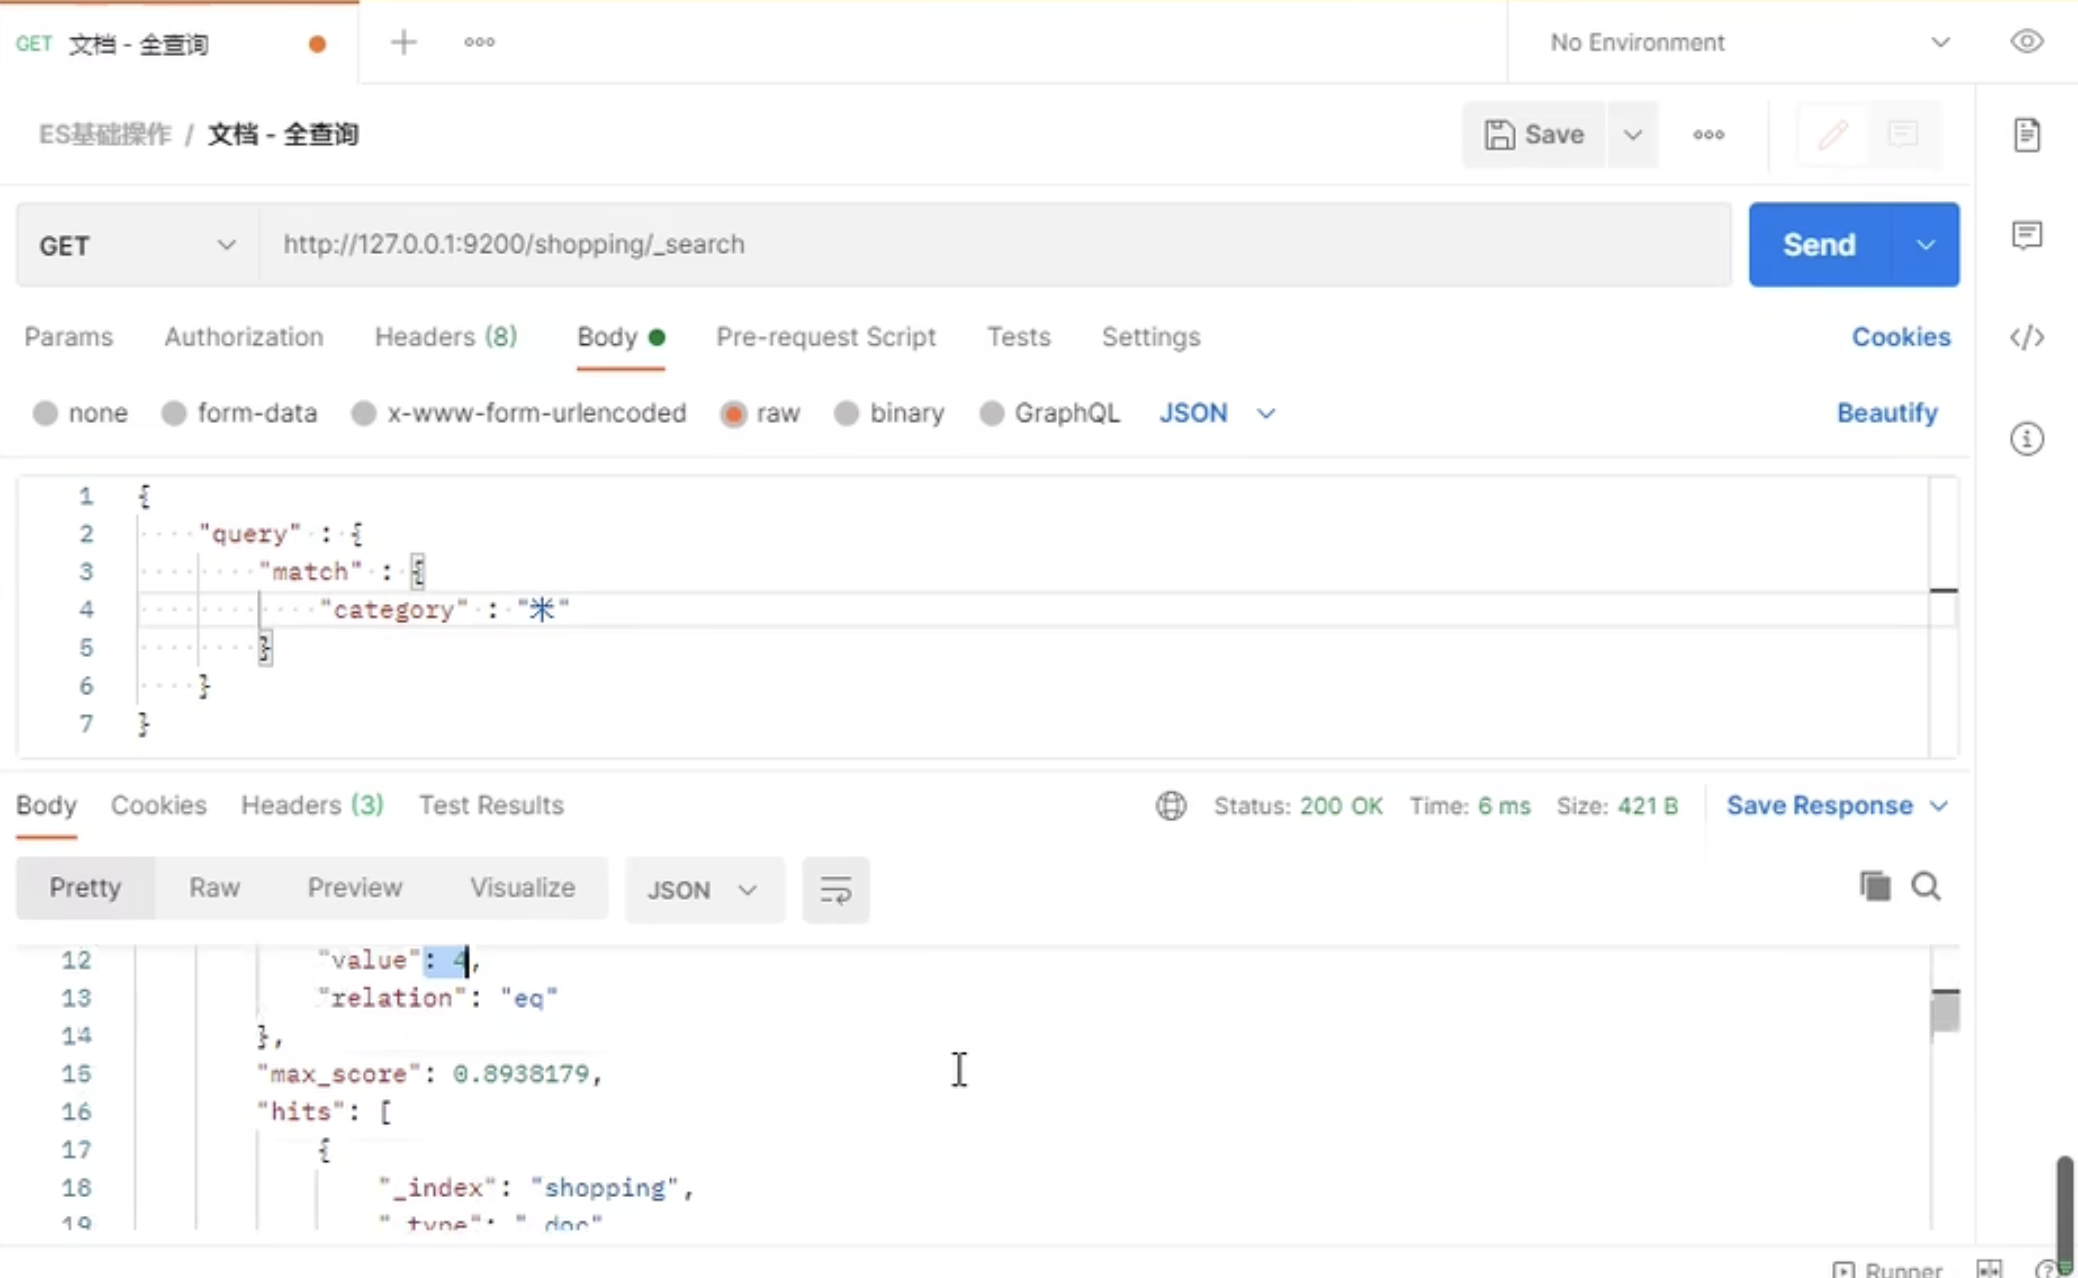 GET 文档 - 全查询
No Environment
ES基础操作 / 文档 - 全查询
Save
GET http://127.0.0.1:9200/shopping/_search Send
Params Authorization Headers (8) Body Pre-request Script Tests Settings Cookies
none form-data x-www-form-urlencoded raw binary GraphQL JSON Beautify
1 {
2 "query" : {
3 "match" : {
4 "category" : "米"
5 }
6 }
7 }
Body Cookies Headers (3) Test Results Status: 200 OK Time: 6 ms Size: 421 B Save Response
Pretty Raw Preview Visualize JSON
12 "value": 4,
13 "relation": "eq"
14 },
15 "max_score": 0.8938179,
16 "hits": [
17 {
18 "_index": "shopping",
19 "_type": "_doc"
Runner